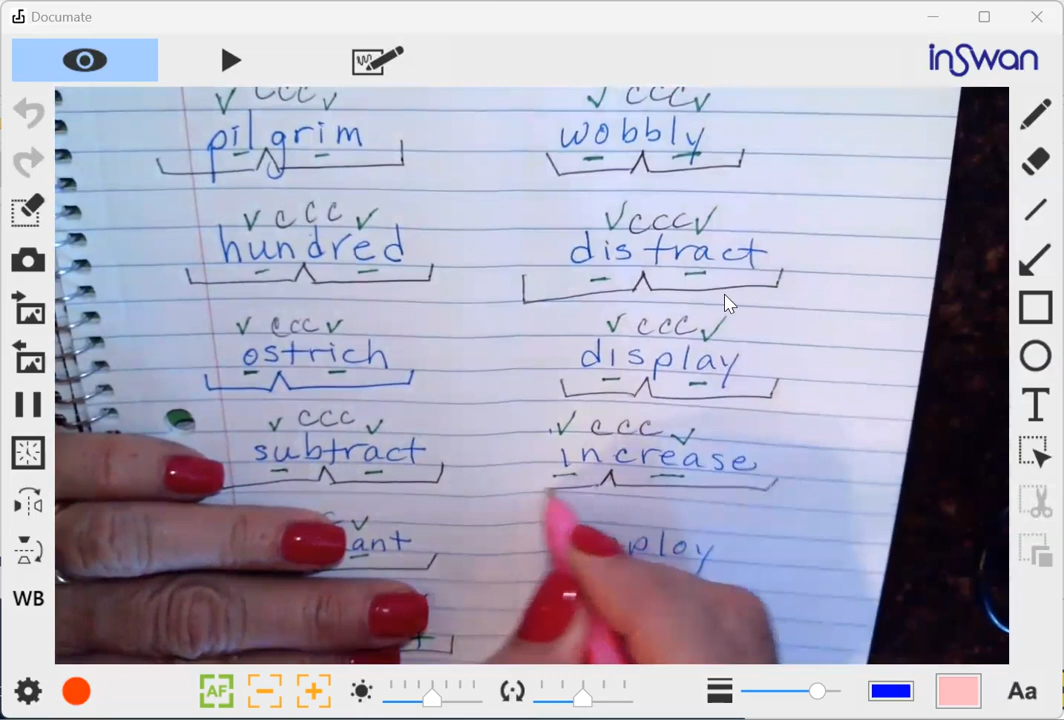 Documate
inSwan
✓ CCC✓ ✓ CCC✓
pilgrim wobbly
✓ C C C ✓ ✓CCC✓
hundred distract
✓ CCC ✓ ✓ CCC✓
ostrich display
✓ CCC ✓ ✓ CCC ✓
subtract increase
✓
ant ploy
WB
AF
Aa